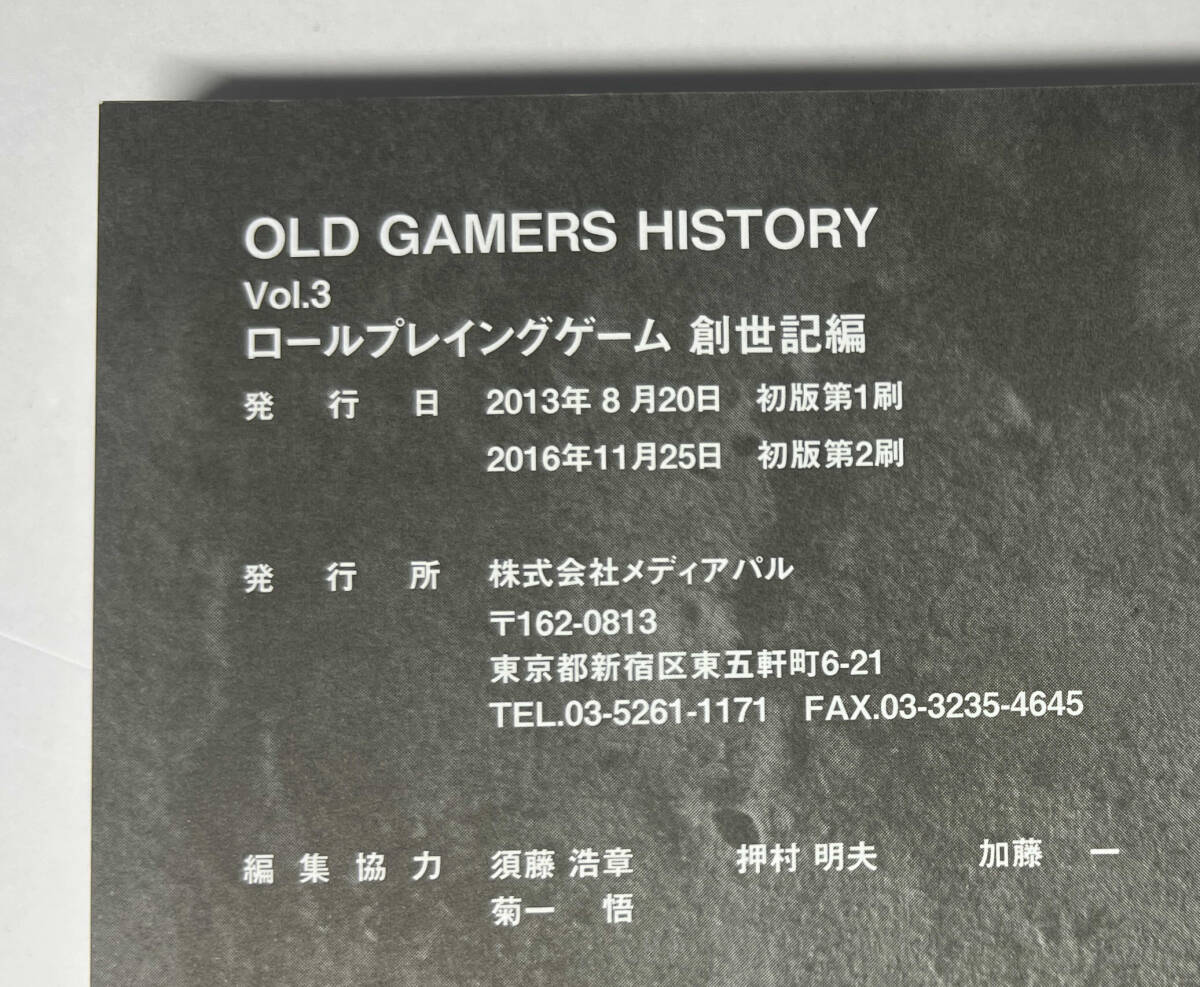 OLD GAMERS HISTORY
Vol.3
ロールプレイングゲーム 創世記編
発行日 2013年 8 月20日 初版第1刷
2016年11月25日 初版第2刷
発行所 株式会社メディアパル
〒162-0813
東京都新宿区東五軒町6-21
TEL.03-5261-1171 FAX.03-3235-4645
編集協力 須藤 浩章 押村 明夫 加藤 一
菊一 悟